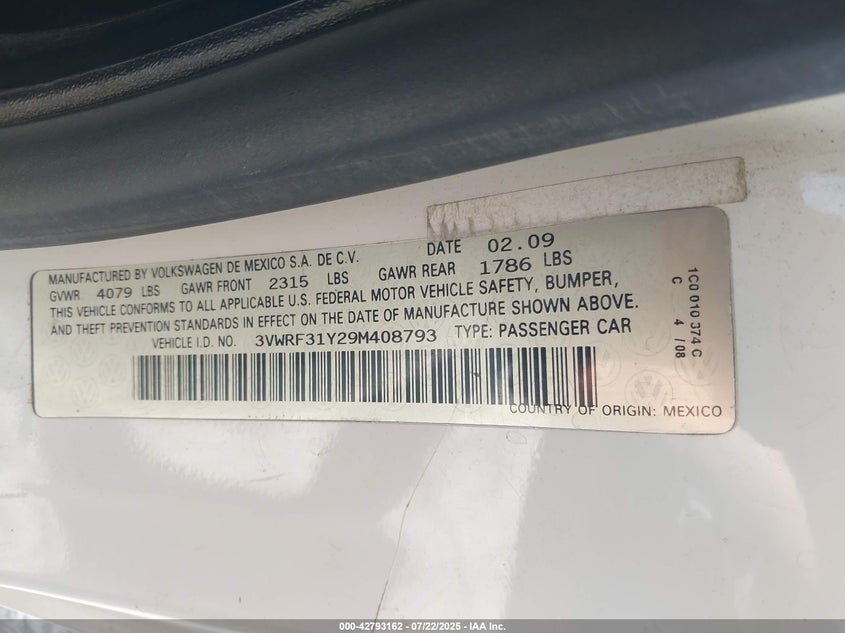 MANUFACTURED BY VOLKSWAGEN DE MEXICO S.A. DE C.V. DATE 02.09
GVWR 4079 LBS GAWR FRONT 2315 LBS GAWR REAR 1786 LBS
THIS VEHICLE CONFORMS TO ALL APPLICABLE U.S. FEDERAL MOTOR VEHICLE SAFETY, BUMPER,
AND THEFT PREVENTION STANDARDS IN EFFECT ON THE DATE OF MANUFACTURE SHOWN ABOVE.
VEHICLE I.D. NO. 3VWRF31Y29M408793 TYPE: PASSENGER CAR
COUNTRY OF ORIGIN: MEXICO
1C0 010 374 C
C 4 / 08
000-42793162 - 07/22/2025 - IAA Inc.